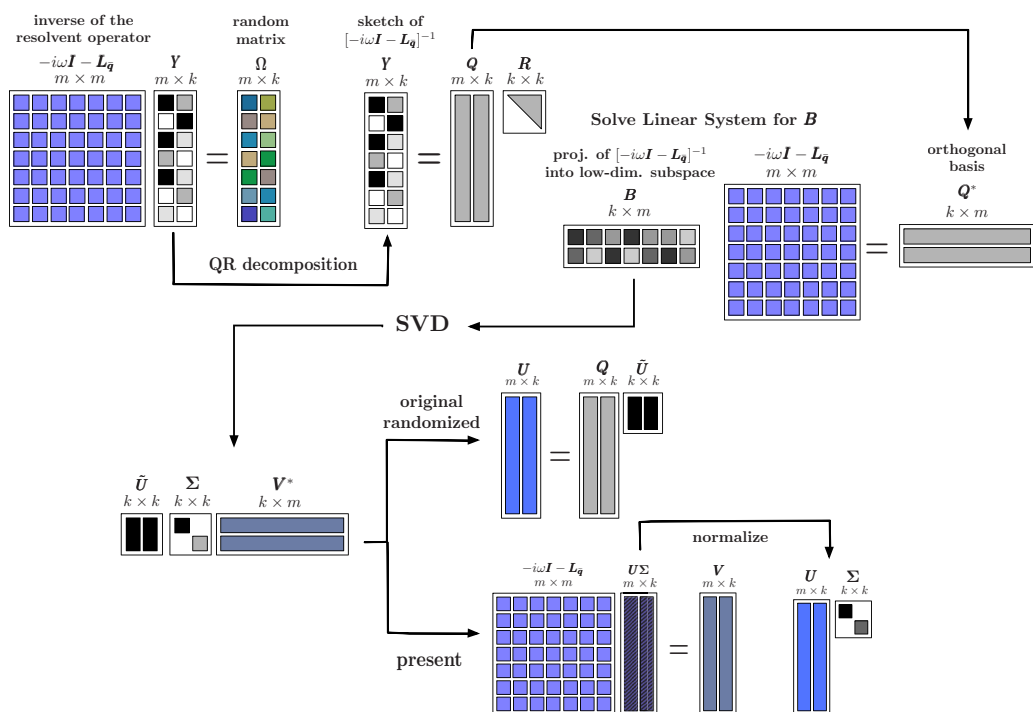 inverse of the
resolvent operator
−iωI − L_q̄
m × m
Y
m × k
=
random
matrix
Ω
m × k
sketch of
[−iωI − L_q̄]⁻¹
Y
m × k
=
Q
m × k
R
k × k
QR decomposition
Solve Linear System for B
proj. of [−iωI − L_q̄]⁻¹
into low-dim. subspace
B
k × m
−iωI − L_q̄
m × m
=
orthogonal
basis
Q*
k × m
SVD
Ũ
k × k
Σ
k × k
V*
k × m
original
randomized
U
m × k
=
Q
m × k
Ũ
k × k
present
−iωI − L_q̄
m × m
UΣ
m × k
=
V
m × k
normalize
U
m × k
Σ
k × k